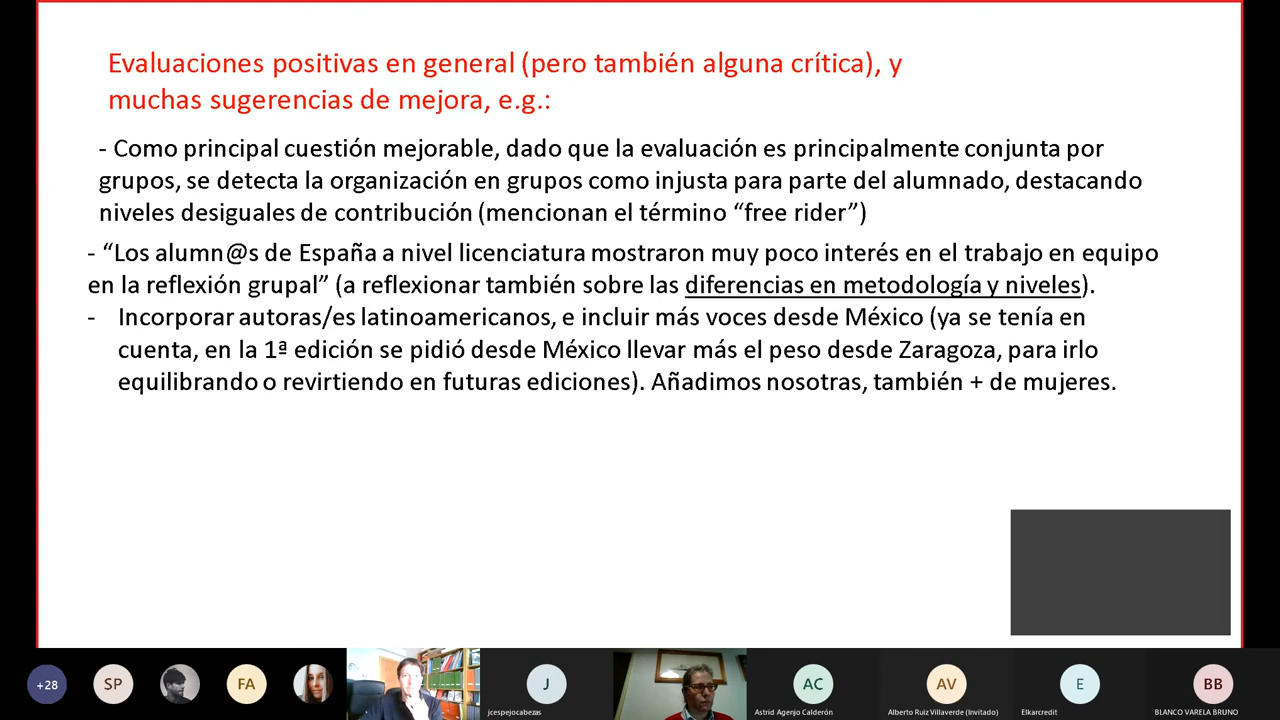 Evaluaciones positivas en general (pero también alguna crítica), y
muchas sugerencias de mejora, e.g.:
- Como principal cuestión mejorable, dado que la evaluación es principalmente conjunta por
grupos, se detecta la organización en grupos como injusta para parte del alumnado, destacando
niveles desiguales de contribución (mencionan el término “free rider”)
- “Los alumn@s de España a nivel licenciatura mostraron muy poco interés en el trabajo en equipo
en la reflexión grupal” (a reflexionar también sobre las diferencias en metodología y niveles).
- Incorporar autoras/es latinoamericanos, e incluir más voces desde México (ya se tenía en
cuenta, en la 1ª edición se pidió desde México llevar más el peso desde Zaragoza, para irlo
equilibrando o revirtiendo en futuras ediciones). Añadimos nosotras, también + de mujeres.
+28
SP
FA
J
jcespejocabezas
AC
Astrid Agenjo Calderón
AV
Alberto Ruiz Villaverde (Invitado)
E
Elkarcredit
BB
BLANCO VARELA BRUNO